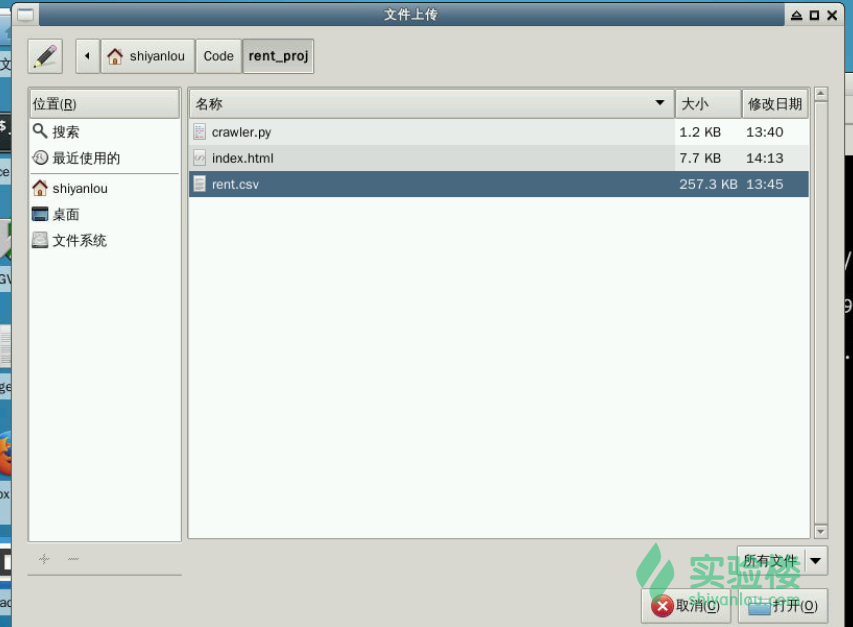 文件上传
shiyanlou Code rent_proj
位置(R)
搜索
最近使用的
shiyanlou
桌面
文件系统
名称 大小 修改日期
crawler.py 1.2 KB 13:40
index.html 7.7 KB 14:13
rent.csv 257.3 KB 13:45
所有文件
实验楼
shiyanlou.com
取消(C) 打开(O)